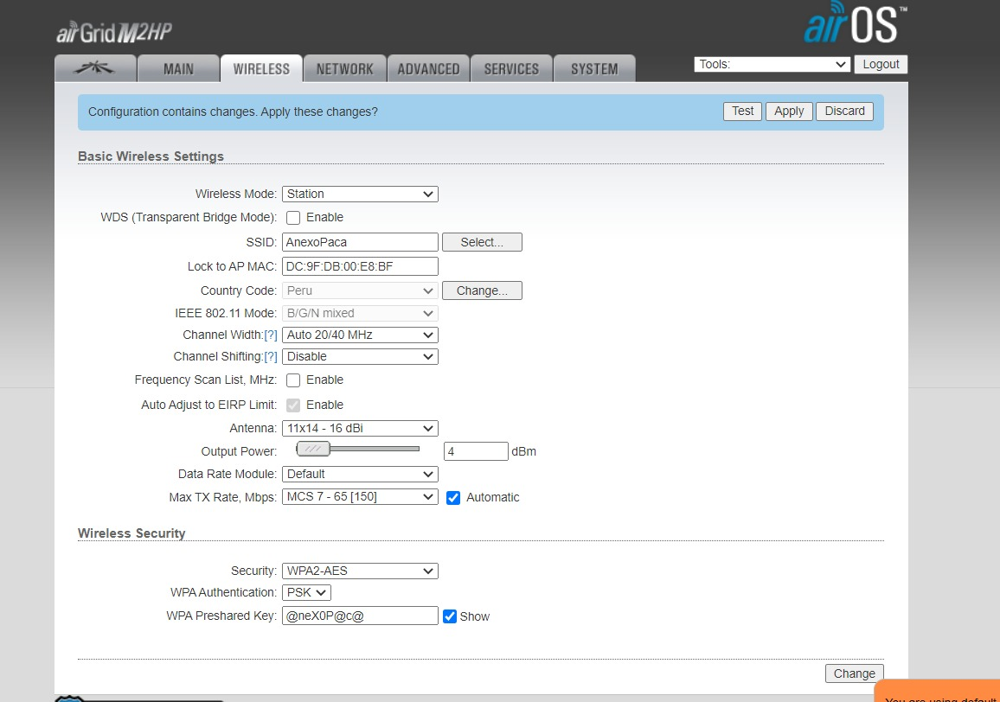 airGrid M2HP
airOS™
MAIN WIRELESS NETWORK ADVANCED SERVICES SYSTEM Tools: Logout
Configuration contains changes. Apply these changes? Test Apply Discard
Basic Wireless Settings
Wireless Mode: Station
WDS (Transparent Bridge Mode): Enable
SSID: AnexoPaca Select...
Lock to AP MAC: DC:9F:DB:00:E8:BF
Country Code: Peru Change...
IEEE 802.11 Mode: B/G/N mixed
Channel Width:[?] Auto 20/40 MHz
Channel Shifting:[?] Disable
Frequency Scan List, MHz: Enable
Auto Adjust to EIRP Limit: Enable
Antenna: 11x14 - 16 dBi
Output Power: 4 dBm
Data Rate Module: Default
Max TX Rate, Mbps: MCS 7 - 65 [150] Automatic
Wireless Security
Security: WPA2-AES
WPA Authentication: PSK
WPA Preshared Key: @neX0P@c@ Show
Change
You are using default